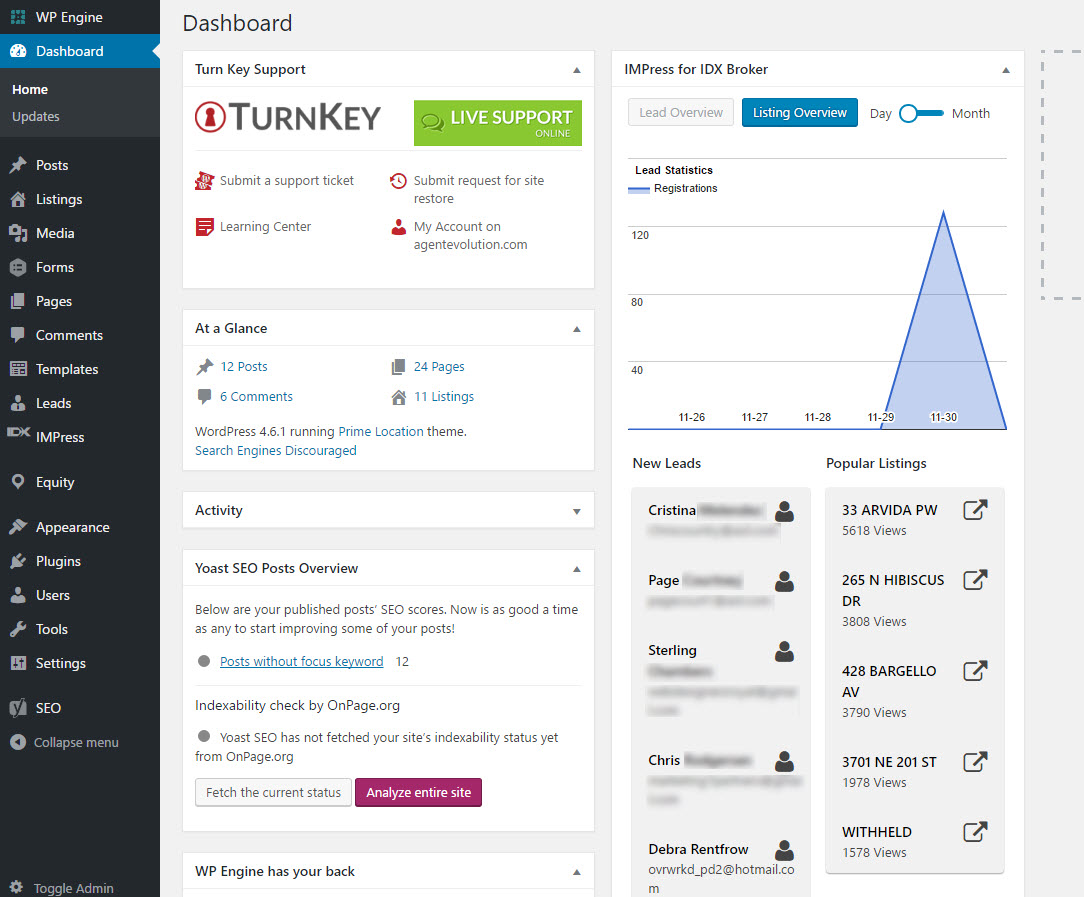 WP Engine
Dashboard
Home
Updates
Posts
Listings
Media
Forms
Pages
Comments
Templates
Leads
IDX IMPress
Equity
Appearance
Plugins
Users
Tools
Settings
SEO
Collapse menu
Toggle Admin
Dashboard
Turn Key Support
TURNKEY
LIVE SUPPORT
ONLINE
Submit a support ticket
Submit request for site
restore
Learning Center
My Account on
agentevolution.com
At a Glance
12 Posts
24 Pages
6 Comments
11 Listings
WordPress 4.6.1 running Prime Location theme.
Search Engines Discouraged
Activity
Yoast SEO Posts Overview
Below are your published posts' SEO scores. Now is as good a time
as any to start improving some of your posts!
Posts without focus keyword 12
Indexability check by OnPage.org
Yoast SEO has not fetched your site's indexability status yet
from OnPage.org
Fetch the current status
Analyze entire site
WP Engine has your back
IMPress for IDX Broker
Lead Overview
Listing Overview
Day
Month
Lead Statistics
Registrations
120
80
40
11-26 11-27 11-28 11-29 11-30
New Leads
Cristina
Page
Sterling
Chris
Debra Rentfrow
ovrwrkd_pd2@hotmail.co
m
Popular Listings
33 ARVIDA PW
5618 Views
265 N HIBISCUS
DR
3808 Views
428 BARGELLO
AV
3790 Views
3701 NE 201 ST
1978 Views
WITHHELD
1578 Views